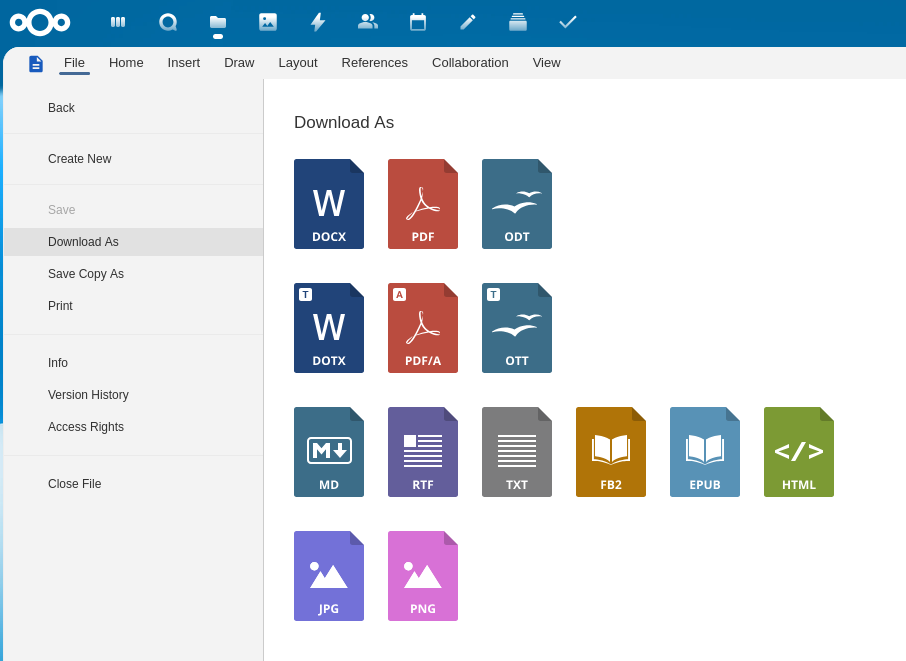 File Home Insert Draw Layout References Collaboration View
Back
Create New
Save
Download As
Save Copy As
Print
Info
Version History
Access Rights
Close File
Download As
W W
DOCX PDF ODT
T A T
W
DOTX PDF/A OTT
M </>
MD RTF TXT FB2 EPUB HTML
JPG PNG